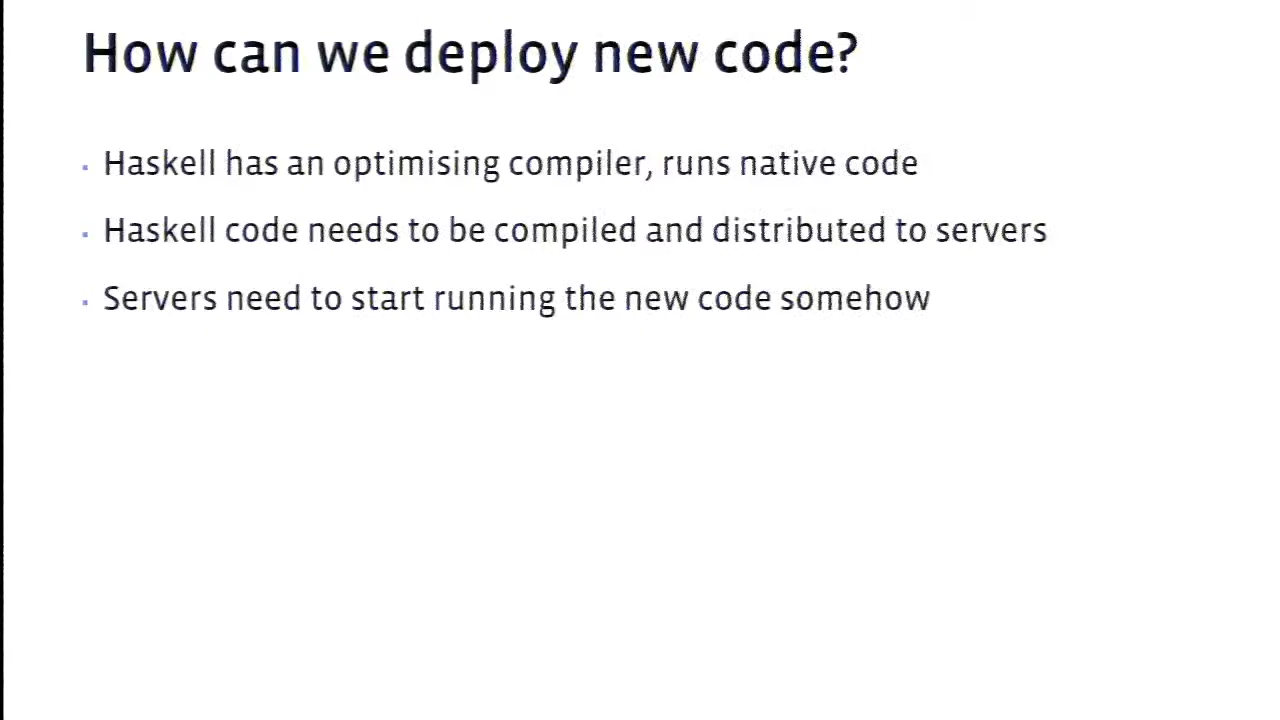 How can we deploy new code?
▪ Haskell has an optimising compiler, runs native code
▪ Haskell code needs to be compiled and distributed to servers
▪ Servers need to start running the new code somehow